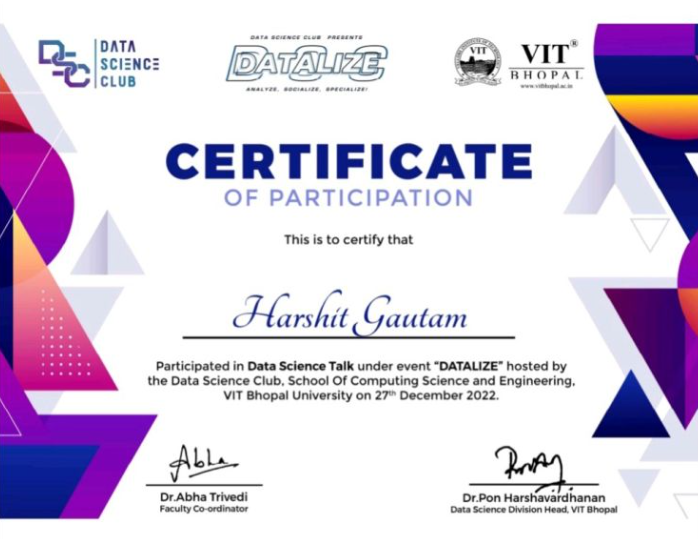 DSC
DATA
SCIENCE
CLUB
DATA SCIENCE CLUB PRESENTS
DATALIZE
ANALYZE, SOCIALIZE, SPECIALIZE!
VIT
VIT®
BHOPAL
www.vitbhopal.ac.in
CERTIFICATE
OF PARTICIPATION
This is to certify that
Harshit Gautam
Participated in Data Science Talk under event “DATALIZE” hosted by
the Data Science Club, School Of Computing Science and Engineering,
VIT Bhopal University on 27th December 2022.
Abha
Dr.Abha Trivedi
Faculty Co-ordinator
Dr.Pon Harshavardhanan
Data Science Division Head, VIT Bhopal